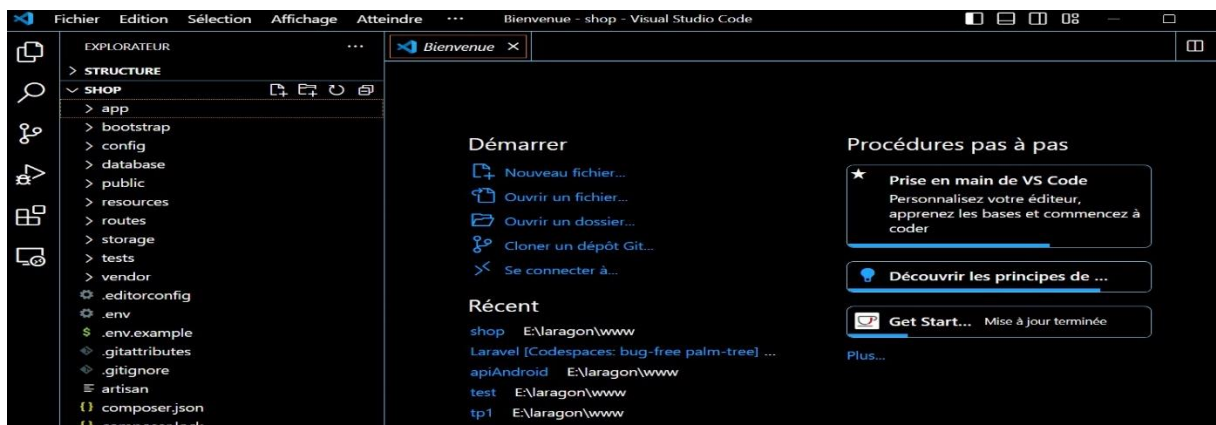 Fichier Edition Sélection Affichage Atteindre ··· Bienvenue - shop - Visual Studio Code
EXPLORATEUR ···
STRUCTURE
SHOP
app
bootstrap
config
database
public
resources
routes
storage
tests
vendor
.editorconfig
.env
.env.example
.gitattributes
.gitignore
artisan
composer.json
Bienvenue
Démarrer
Nouveau fichier...
Ouvrir un fichier...
Ouvrir un dossier...
Cloner un dépôt Git...
Se connecter à...
Récent
shop E:\laragon\www
Laravel [Codespaces: bug-free palm-tree] ...
apiAndroid E:\laragon\www
test E:\laragon\www
tp1 E:\laragon\www
Procédures pas à pas
Prise en main de VS Code
Personnalisez votre éditeur,
apprenez les bases et commencez à
coder
Découvrir les principes de ...
Get Start... Mise à jour terminée
Plus...